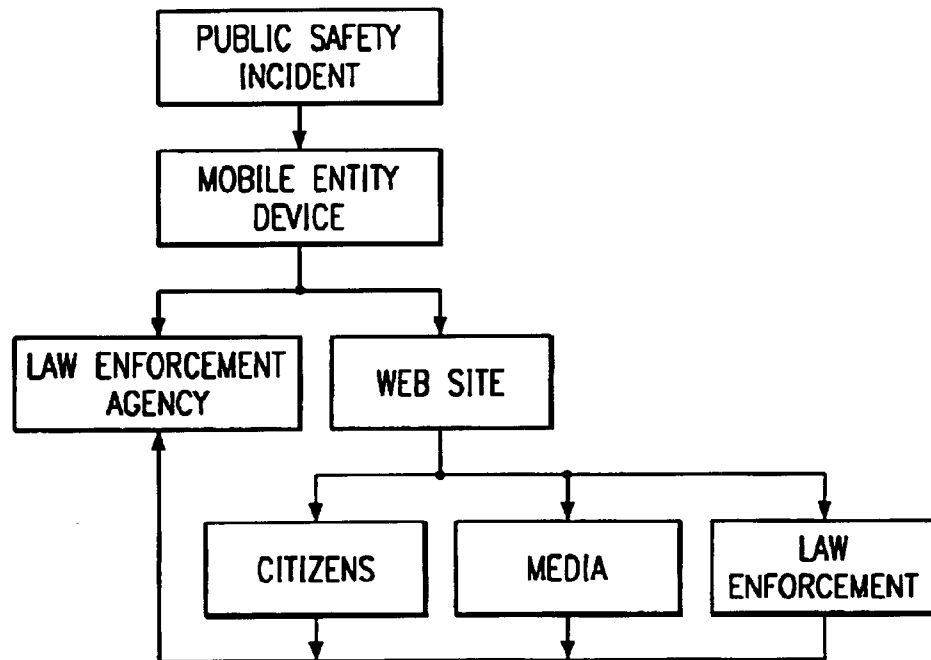 PUBLIC SAFETY
INCIDENT
MOBILE ENTITY
DEVICE
LAW ENFORCEMENT
AGENCY
WEB SITE
CITIZENS
MEDIA
LAW
ENFORCEMENT